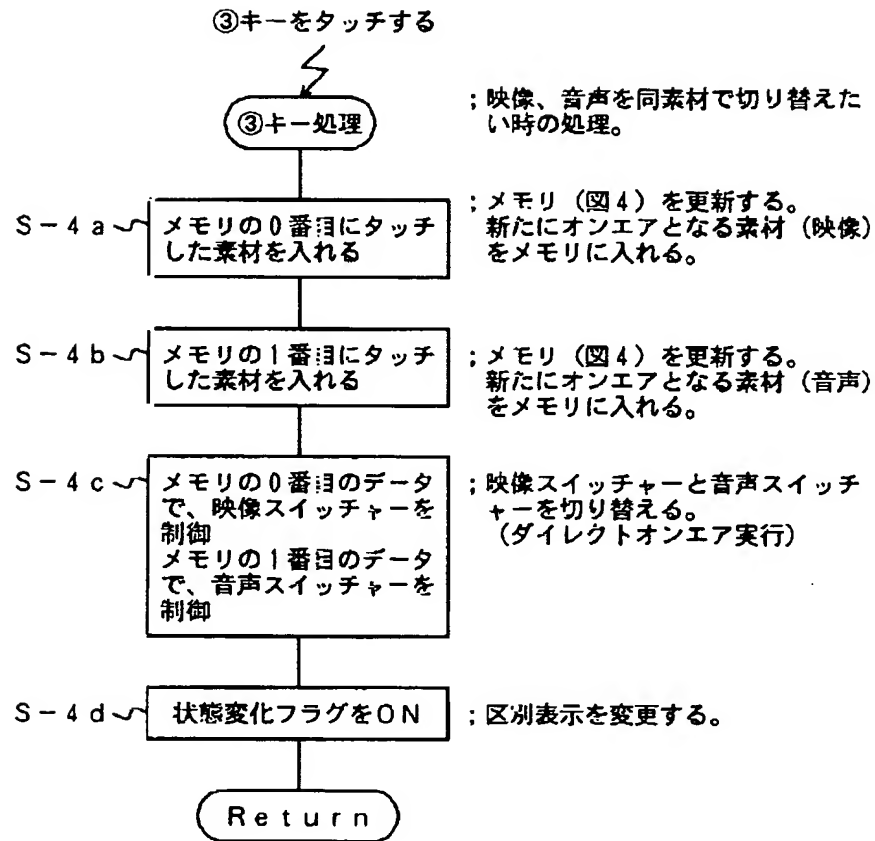 ③キーをタッチする
③キー処理
；映像、音声を同素材で切り替えた
い時の処理。
S－4a
メモリの0番目にタッチ
した素材を入れる
；メモリ（図4）を更新する。
新たにオンエアとなる素材（映像）
をメモリに入れる。
S－4b
メモリの1番目にタッチ
した素材を入れる
；メモリ（図4）を更新する。
新たにオンエアとなる素材（音声）
をメモリに入れる。
S－4c
メモリの0番目のデータ
で、映像スイッチャーを
制御
メモリの1番目のデータ
で、音声スイッチャーを
制御
；映像スイッチャーと音声スイッチ
ャーを切り替える。
（ダイレクトオンエア実行）
S－4d
状態変化フラグをON
；区別表示を変更する。
Return